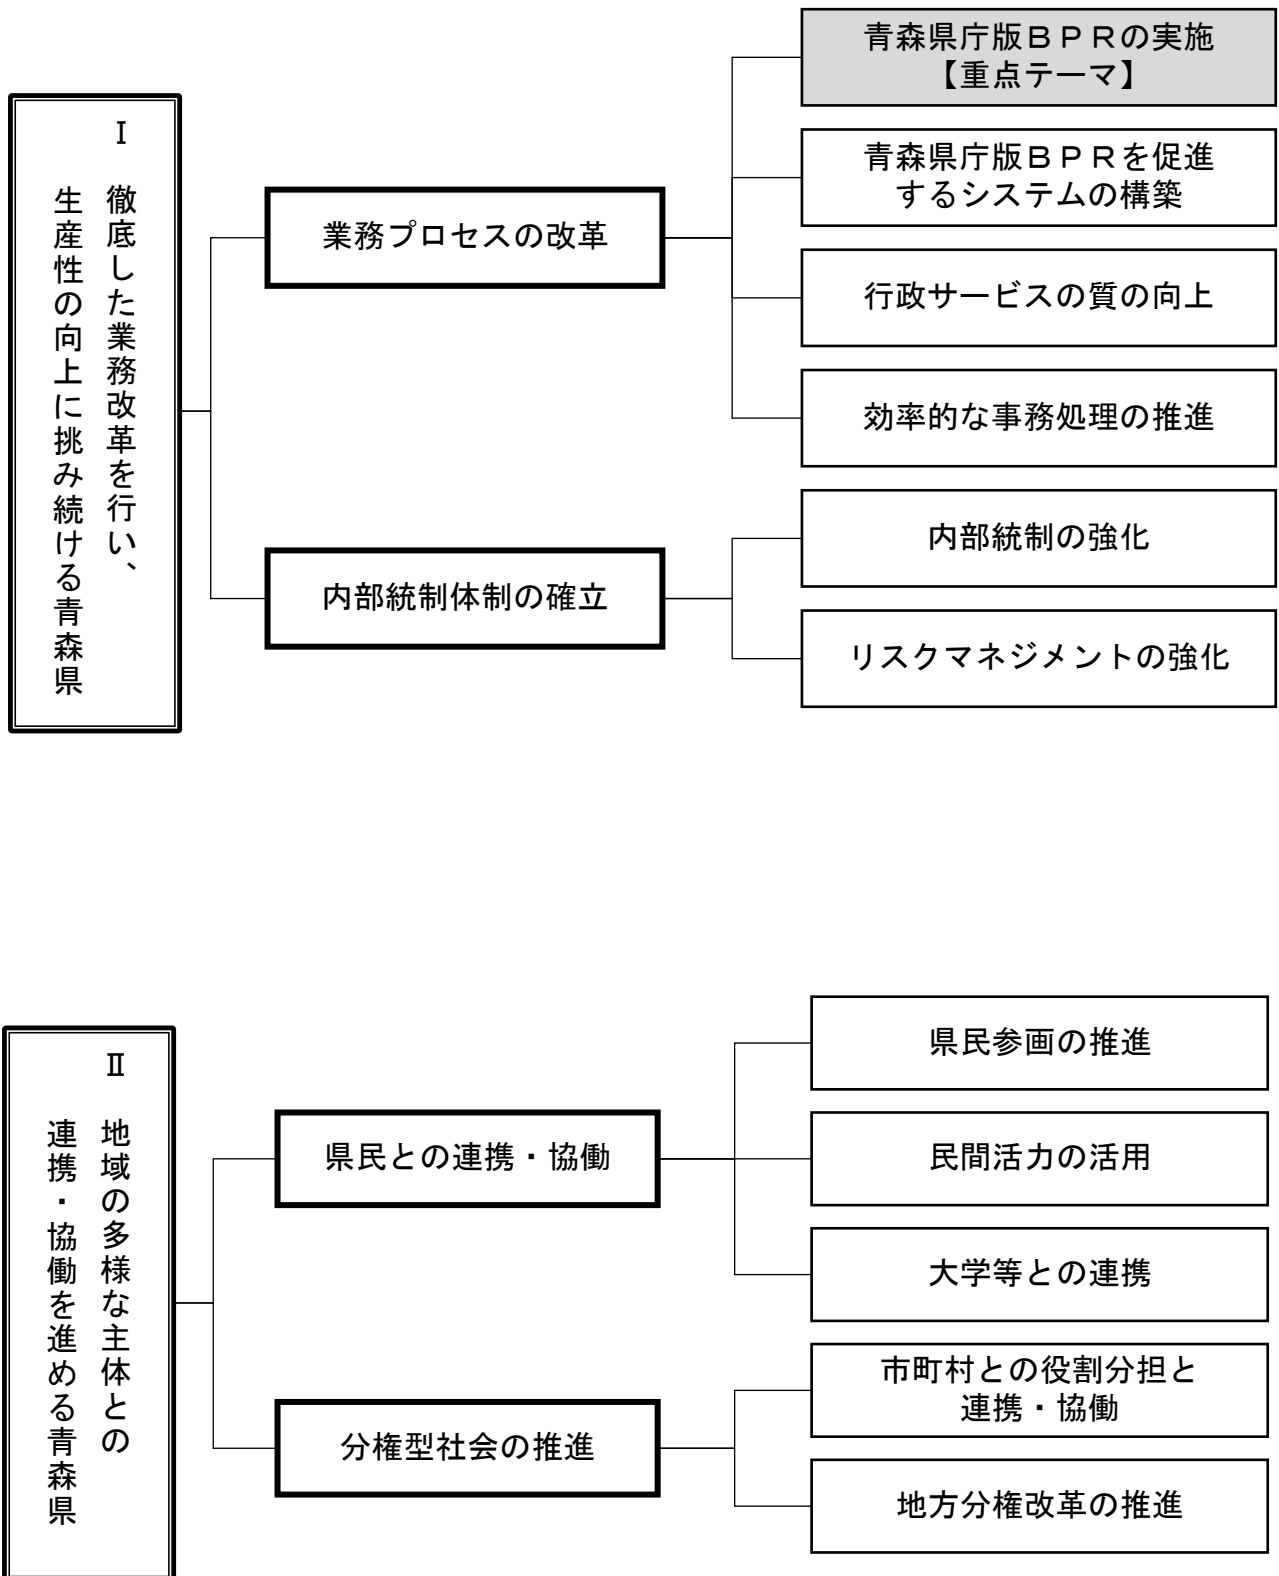 Ⅰ　徹底した業務改革を行い、
生産性の向上に挑み続ける青森県
業務プロセスの改革
青森県庁版ＢＰＲの実施
【重点テーマ】
青森県庁版ＢＰＲを促進
するシステムの構築
行政サービスの質の向上
効率的な事務処理の推進
内部統制体制の確立
内部統制の強化
リスクマネジメントの強化
Ⅱ　地域の多様な主体との
連携・協働を進める青森県
県民との連携・協働
県民参画の推進
民間活力の活用
大学等との連携
分権型社会の推進
市町村との役割分担と
連携・協働
地方分権改革の推進